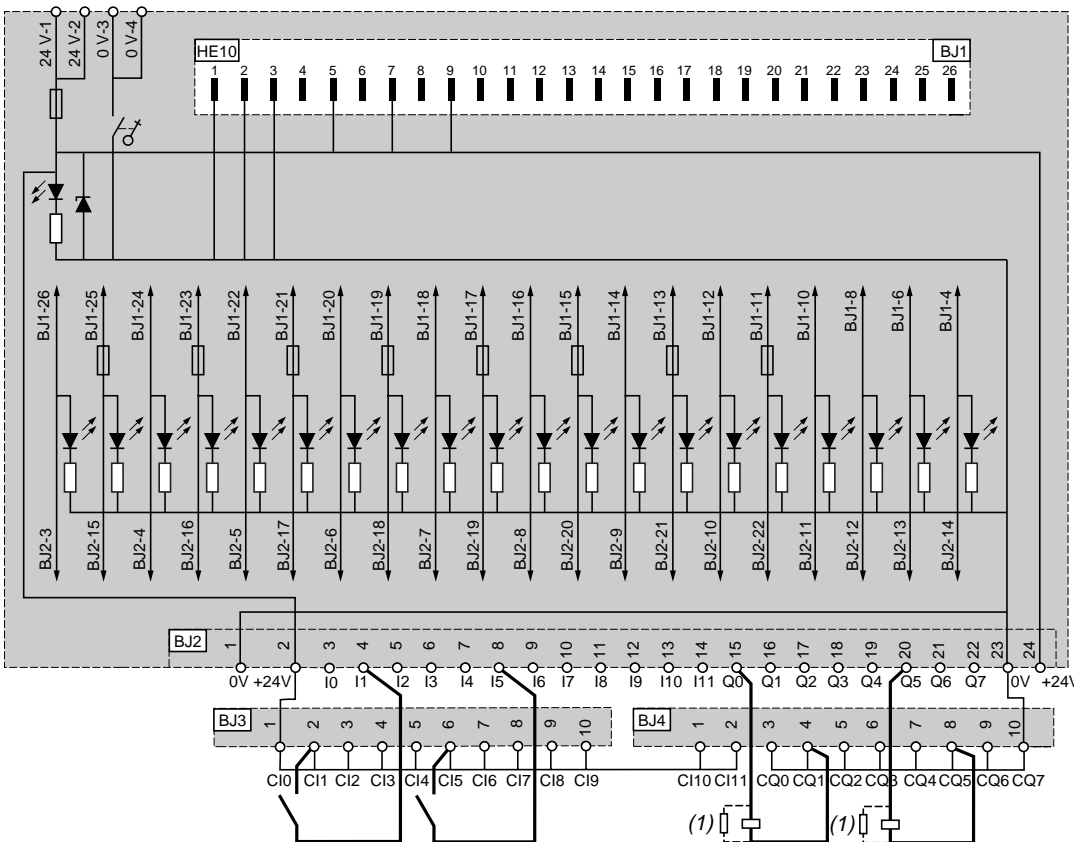 24 V-1 24 V-2 0 V-3 0 V-4
HE10 BJ1
1 2 3 4 5 6 7 8 9 10 11 12 13 14 15 16 17 18 19 20 21 22 23 24 25 26
BJ1-26 BJ1-25 BJ1-24 BJ1-23 BJ1-22 BJ1-21 BJ1-20 BJ1-19 BJ1-18 BJ1-17 BJ1-16 BJ1-15 BJ1-14 BJ1-13 BJ1-12 BJ1-11 BJ1-10 BJ1-8 BJ1-6 BJ1-4
BJ2-3 BJ2-15 BJ2-4 BJ2-16 BJ2-5 BJ2-17 BJ2-6 BJ2-18 BJ2-7 BJ2-19 BJ2-8 BJ2-20 BJ2-9 BJ2-21 BJ2-10 BJ2-22 BJ2-11 BJ2-12 BJ2-13 BJ2-14
BJ2 1 2 3 4 5 6 7 8 9 10 11 12 13 14 15 16 17 18 19 20 21 22 23 24
0V +24V I0 I1 I2 I3 I4 I5 I6 I7 I8 I9 I10 I11 Q0 Q1 Q2 Q3 Q4 Q5 Q6 Q7 0V +24V
BJ3 1 2 3 4 5 6 7 8 9 10 BJ4 1 2 3 4 5 6 7 8 9 10
CI0 CI1 CI2 CI3 CI4 CI5 CI6 CI7 CI8 CI9 CI10 CI11 CQ0 CQ1 CQ2 CQ3 CQ4 CQ5 CQ6 CQ7
(1) (1)